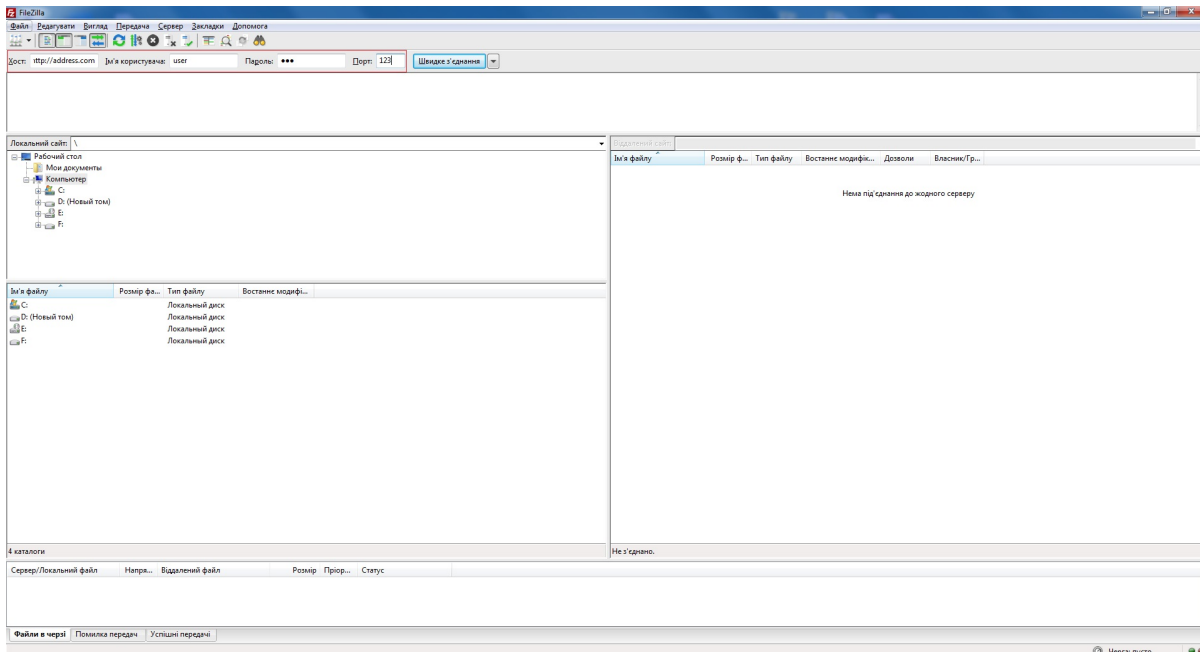 FileZilla
Файл Редагувати Вигляд Передача Сервер Закладки Допомога
Хост: ttp://address.com Ім'я користувача: user Пароль: ●●● Порт: 123 Швидке з'єднання
Локальний сайт: \
Віддалений сайт:
Рабочий стол
Мои документы
Компьютер
C:
D: (Новый том)
E:
F:
Ім'я файлу Розмір ф... Тип файлу Востаннє модифік... Дозволи Власник/Гр...
Нема під'єднання до жодного серверу
Ім'я файлу Розмір фа... Тип файлу Востаннє модифі...
C: Локальный диск
D: (Новый том) Локальный диск
E: Локальный диск
F: Локальный диск
4 каталоги
Не з'єднано.
Сервер/Локальний файл Напря... Віддалений файл Розмір Пріор... Статус
Файли в черзі Помилка передач Успішні передачі